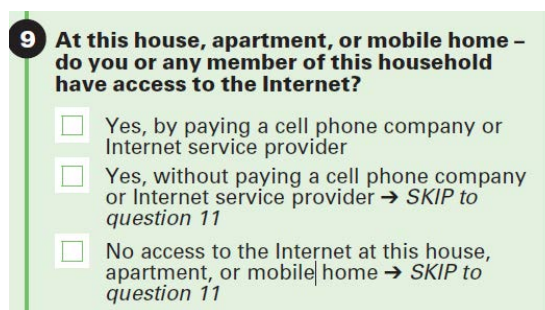 9 At this house, apartment, or mobile home –
do you or any member of this household
have access to the Internet?
Yes, by paying a cell phone company or
Internet service provider
Yes, without paying a cell phone company
or Internet service provider → SKIP to
question 11
No access to the Internet at this house,
apartment, or mobile home → SKIP to
question 11